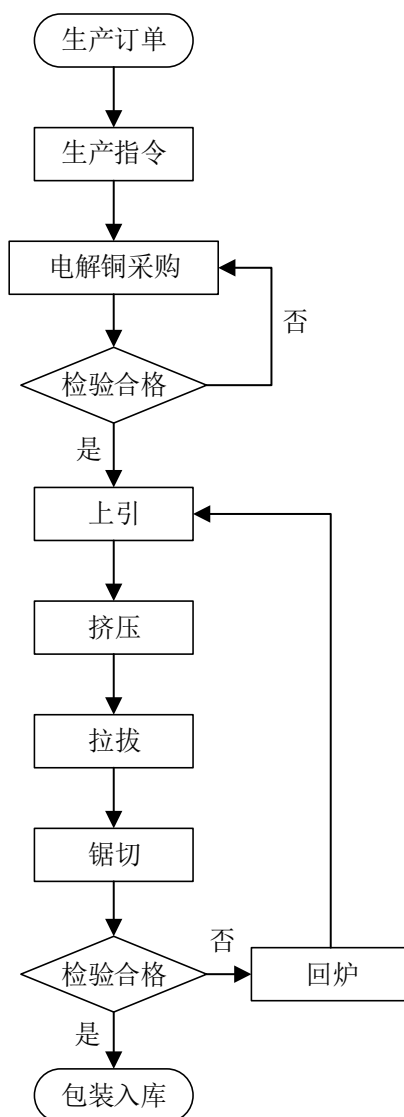 生产订单
生产指令
电解铜采购
否
检验合格
是
上引
挤压
拉拔
锯切
否
检验合格
回炉
是
包装入库